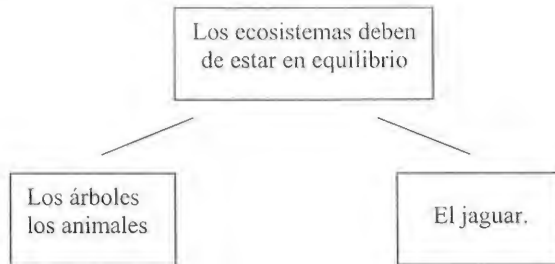 Los ecosistemas deben
de estar en equilibrio
Los árboles
los animales
El jaguar.